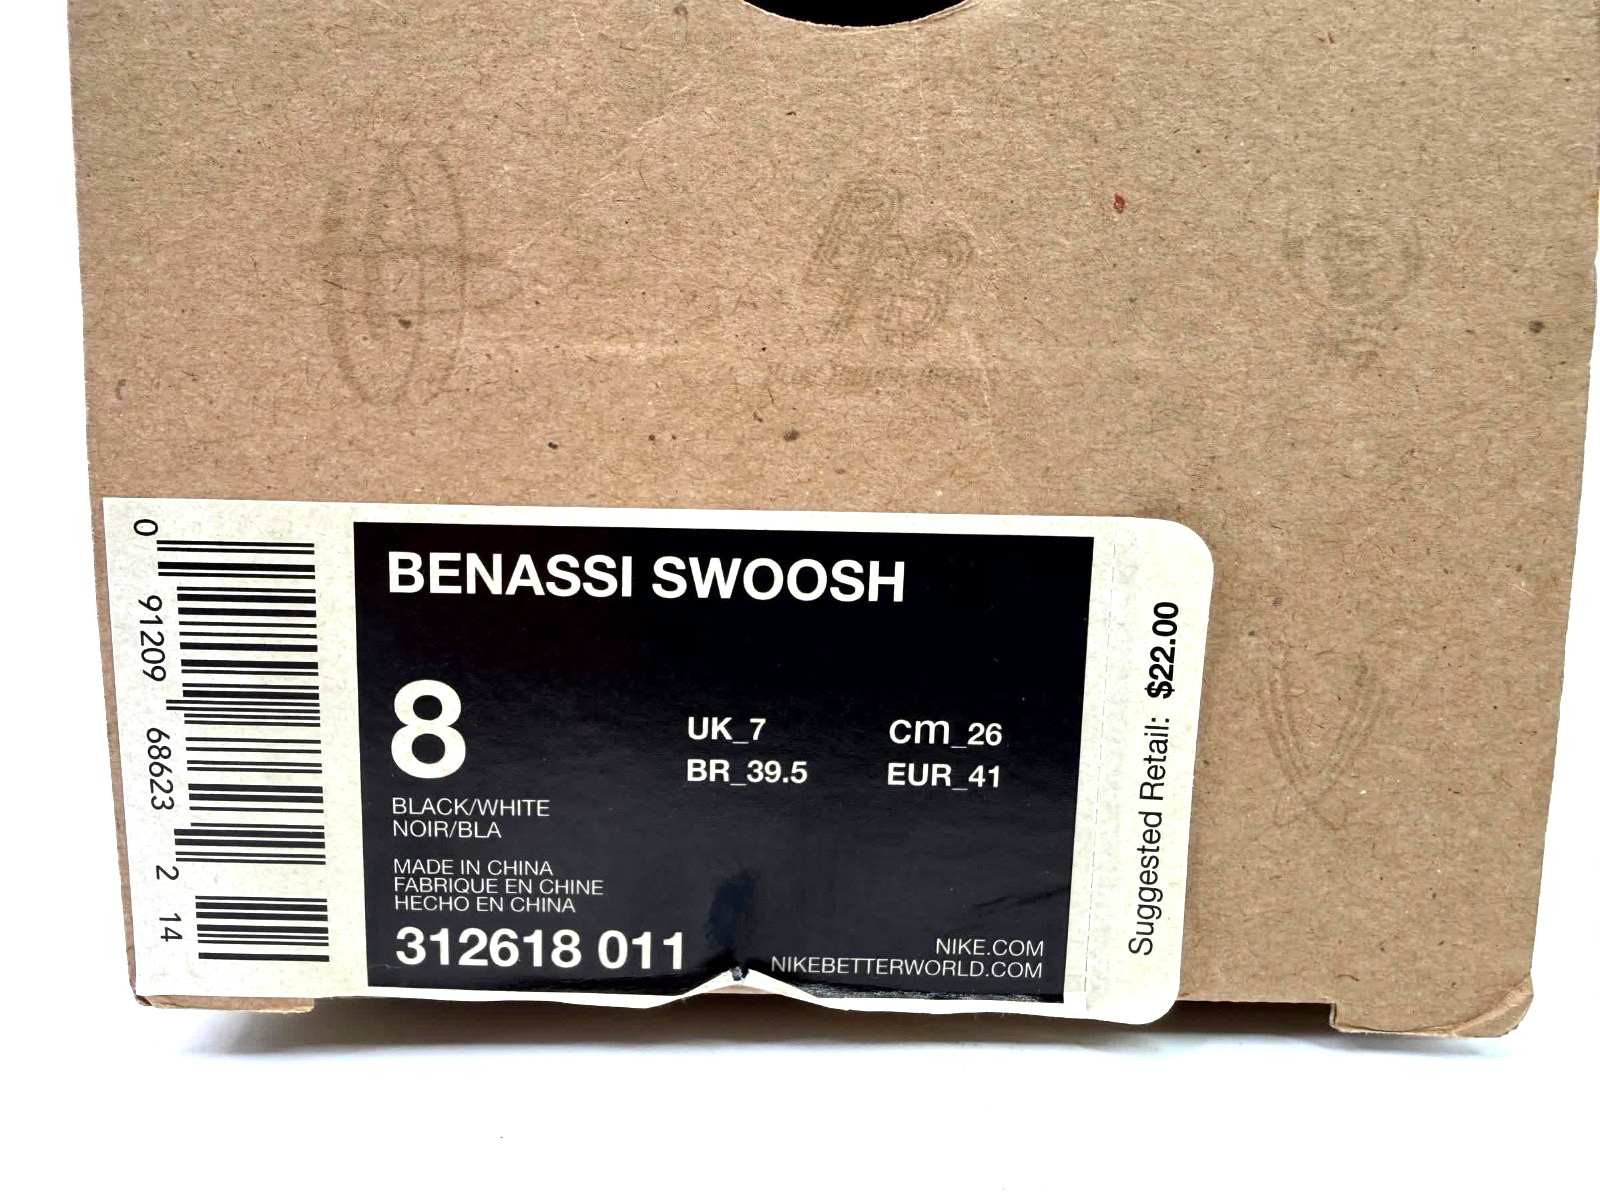 0 91209 68623 2 14
BENASSI SWOOSH
8
UK_7 cm_26
BR_39.5 EUR_41
BLACK/WHITE
NOIR/BLA
MADE IN CHINA
FABRIQUE EN CHINE
HECHO EN CHINA
312618 011
NIKE.COM
NIKEBETTERWORLD.COM
Suggested Retail: $22.00